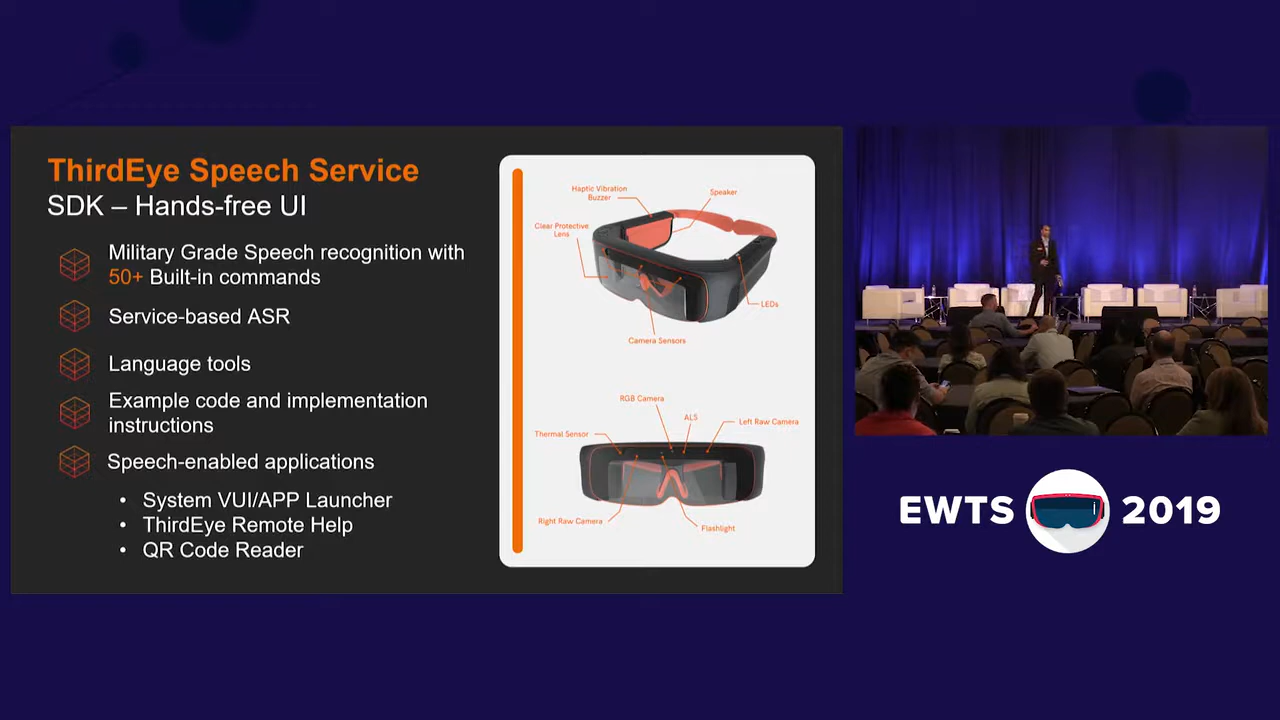 ThirdEye Speech Service
SDK – Hands-free UI
Military Grade Speech recognition with
50+ Built-in commands
Service-based ASR
Language tools
Example code and implementation
instructions
Speech-enabled applications
• System VUI/APP Launcher
• ThirdEye Remote Help
• QR Code Reader
Haptic Vibration
Buzzer
Speaker
Clear Protective
Lens
LEDs
Camera Sensors
RGB Camera
ALS
Left Raw Camera
Thermal Sensor
Right Raw Camera
Flashlight
EWTS 2019